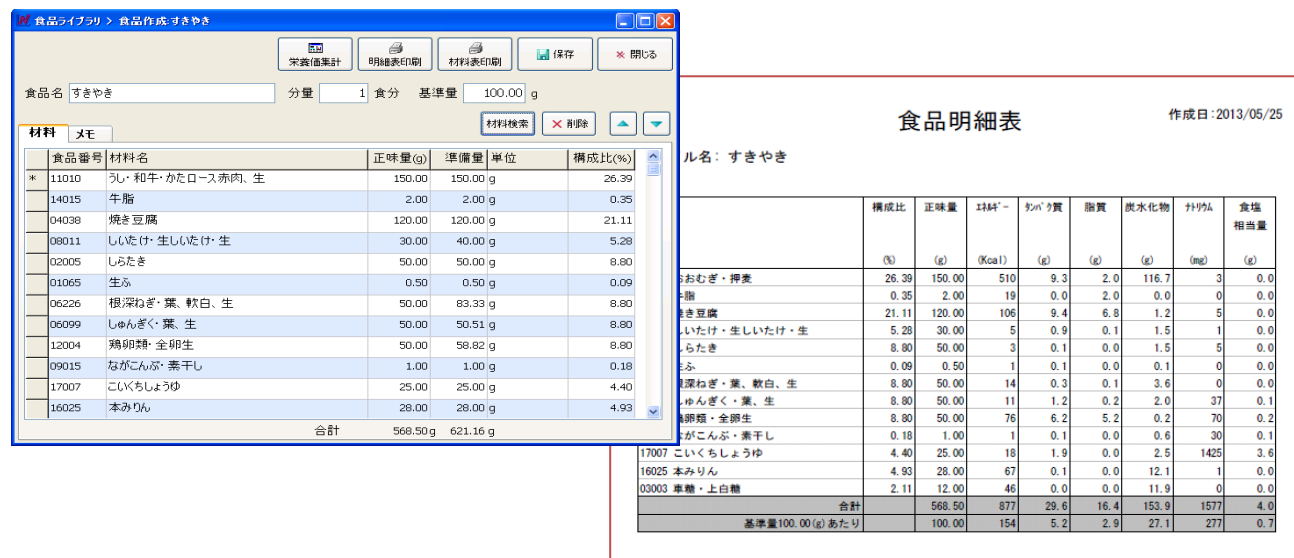 食品ライブラリ > 食品作成:すきやき
栄養価集計 明細表印刷 材料表印刷 保存 × 閉じる
食品名 すきやき 分量 1 食分 基準量 100.00 g
材料検索 × 削除
材料 メモ
食品番号 材料名 正味量(g) 準備量 単位 構成比(%)
* 11010 うし・和牛・かたロース赤肉、生 150.00 150.00 g 26.39
14015 牛脂 2.00 2.00 g 0.35
04038 焼き豆腐 120.00 120.00 g 21.11
08011 しいたけ・生しいたけ・生 30.00 40.00 g 5.28
02005 しらたき 50.00 50.00 g 8.80
01065 生ふ 0.50 0.50 g 0.09
06226 根深ねぎ・葉、軟白、生 50.00 83.33 g 8.80
06099 しゅんぎく・葉、生 50.00 50.51 g 8.80
12004 鶏卵類・全卵生 50.00 58.82 g 8.80
09015 ながこんぶ・素干し 1.00 1.00 g 0.18
17007 こいくちしょうゆ 25.00 25.00 g 4.40
16025 本みりん 28.00 28.00 g 4.93
合計 568.50 g 621.16 g
食品明細表
作成日:2013/05/25
ル名: すきやき
構成比 正味量 エネルギー タンパク質 脂質 炭水化物 ナトリウム 食塩
相当量
(%) (g) (Kcal) (g) (g) (g) (mg) (g)
おおむぎ・押麦 26.39 150.00 510 9.3 2.0 116.7 3 0.0
脂 0.35 2.00 19 0.0 2.0 0.0 0 0.0
き豆腐 21.11 120.00 106 9.4 6.8 1.2 5 0.0
いたけ・生しいたけ・生 5.28 30.00 5 0.9 0.1 1.5 1 0.0
らたき 8.80 50.00 3 0.1 0.0 1.5 5 0.0
ふ 0.09 0.50 1 0.1 0.0 0.1 0 0.0
深ねぎ・葉、軟白、生 8.80 50.00 14 0.3 0.1 3.6 0 0.0
ゅんぎく・葉、生 8.80 50.00 11 1.2 0.2 2.0 37 0.1
卵類・全卵生 8.80 50.00 76 6.2 5.2 0.2 70 0.2
がこんぶ・素干し 0.18 1.00 1 0.1 0.0 0.6 30 0.1
17007 こいくちしょうゆ 4.40 25.00 18 1.9 0.0 2.5 1425 3.6
16025 本みりん 4.93 28.00 67 0.1 0.0 12.1 1 0.0
03003 車糖・上白糖 2.11 12.00 46 0.0 0.0 11.9 0 0.0
合計 568.50 877 29.6 16.4 153.9 1577 4.0
基準量100.00(g)あたり 100.00 154 5.2 2.9 27.1 277 0.7